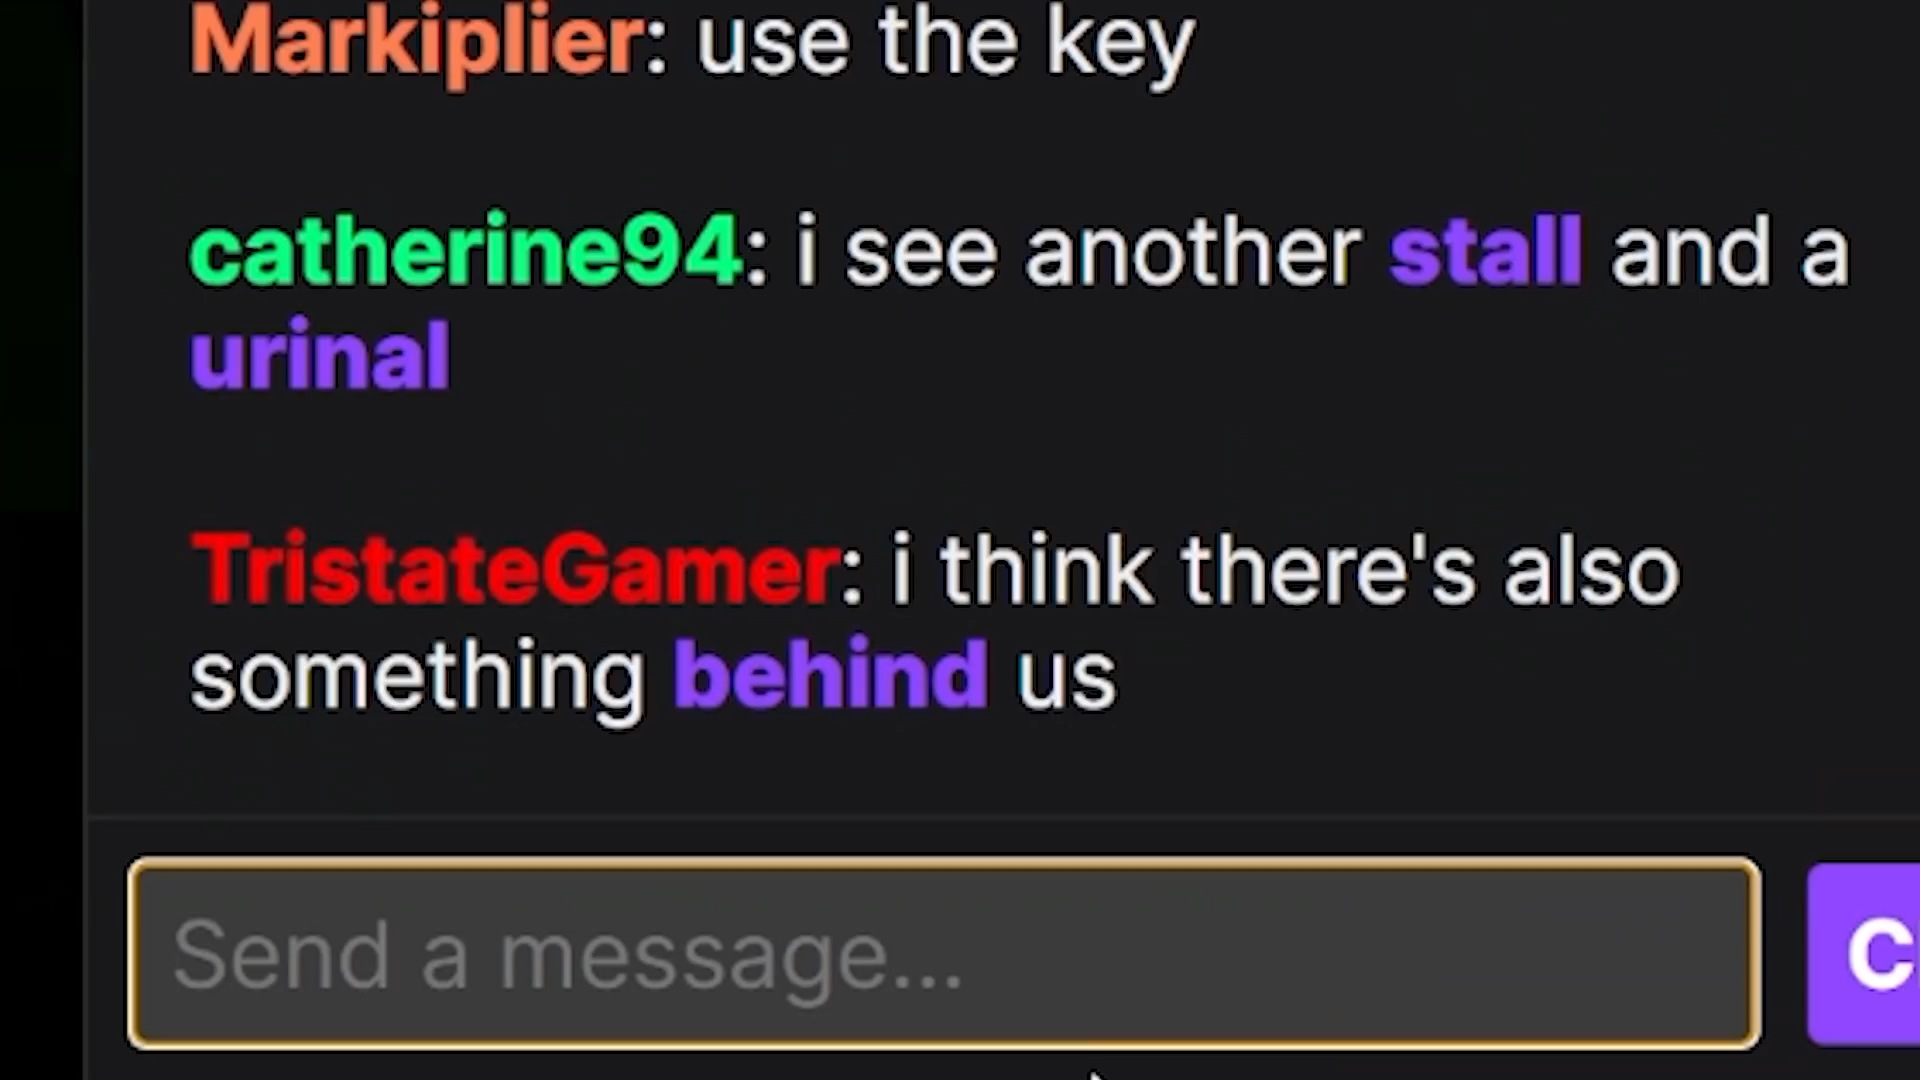 Markiplier: use the key
catherine94: i see another stall and a
urinal
TristateGamer: i think there's also
something behind us
Send a message...